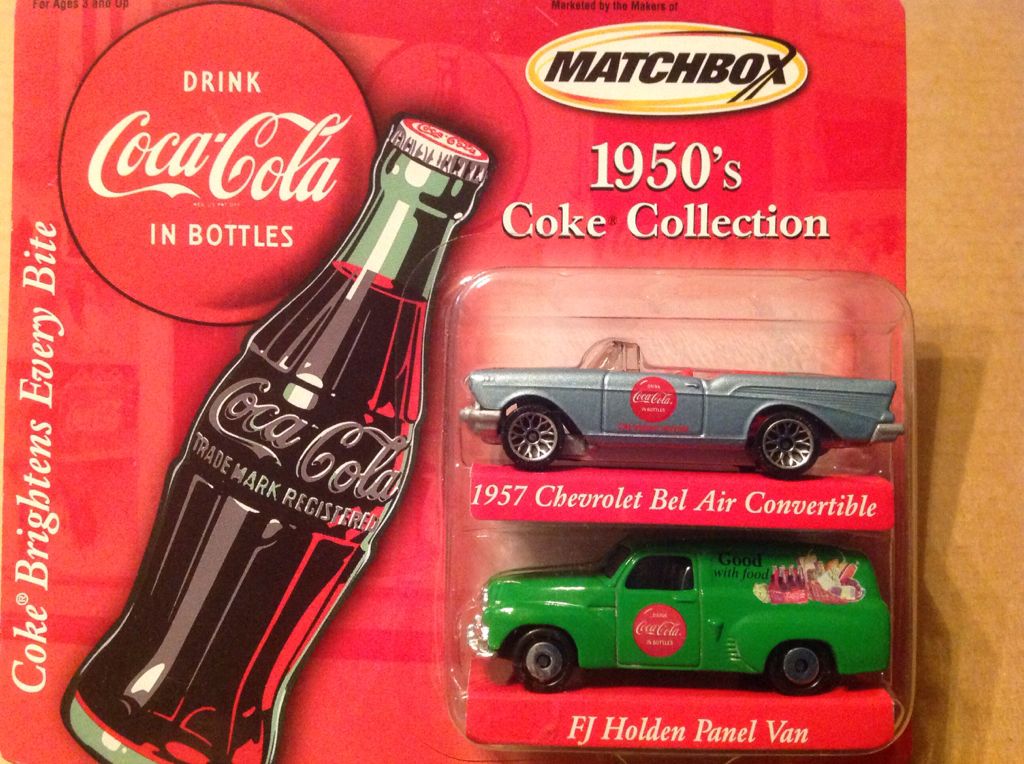 For Ages 3 and Up
Marketed by the Makers of
MATCHBOX
DRINK
Coca-Cola
IN BOTTLES
1950's
Coke® Collection
Coke® Brightens Every Bite
Coca-Cola
Coca-Cola
TRADE MARK REGISTERED
DRINK
Coca-Cola
IN BOTTLES
1957 Chevrolet Bel Air Convertible
Good
with food
DRINK
Coca-Cola
IN BOTTLES
FJ Holden Panel Van